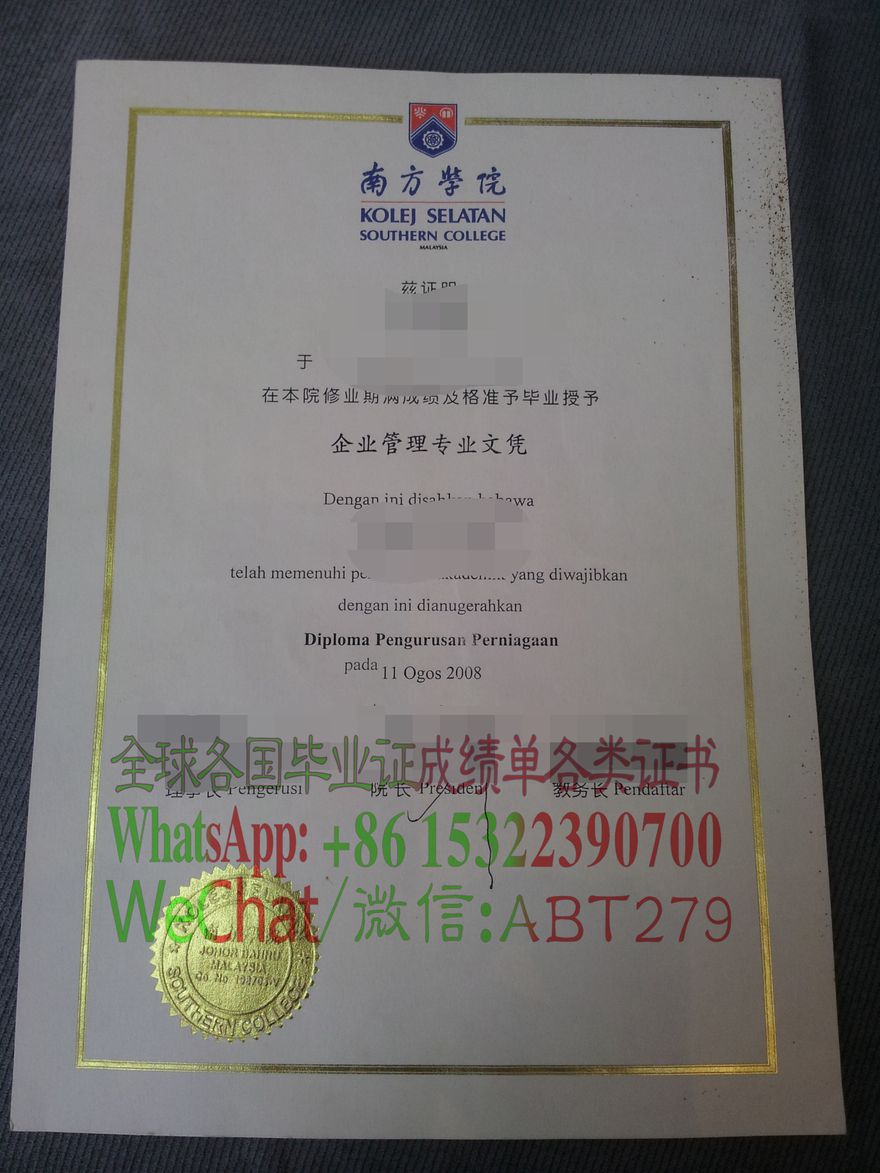 南方學院
KOLEJ SELATAN
SOUTHERN COLLEGE
MALAYSIA
兹证明
于
在本院修业期满成绩及格准予毕业授予
企业管理专业文凭
Dengan ini disahkan bahawa
telah memenuhi yang diwajibkan
dengan ini dianugerahkan
Diploma Pengurusan Perniagaan
pada 11 Ogos 2008
全球各国毕业证成绩单各类证书
理事长 Pengerusi 院长 Presiden 教务长 Pendaftar
WhatsApp: +86 15322390700
WeChat/微信:ABT279
JOHOR BAHRU
MALAYSIA
SOUTHERN COLLEGE